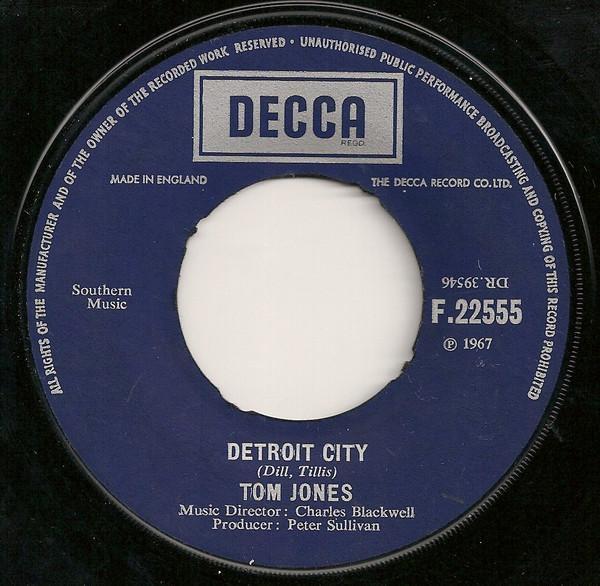 ALL RIGHTS OF THE MANUFACTURER AND OF THE OWNER OF THE RECORDED WORK RESERVED • UNAUTHORISED PUBLIC PERFORMANCE BROADCASTING AND COPYING OF THIS RECORD PROHIBITED
DECCA
REGD.
MADE IN ENGLAND
THE DECCA RECORD CO. LTD.
Southern
Music
DR. 39546
F.22555
℗ 1967
DETROIT CITY
(Dill, Tillis)
TOM JONES
Music Director: Charles Blackwell
Producer: Peter Sullivan